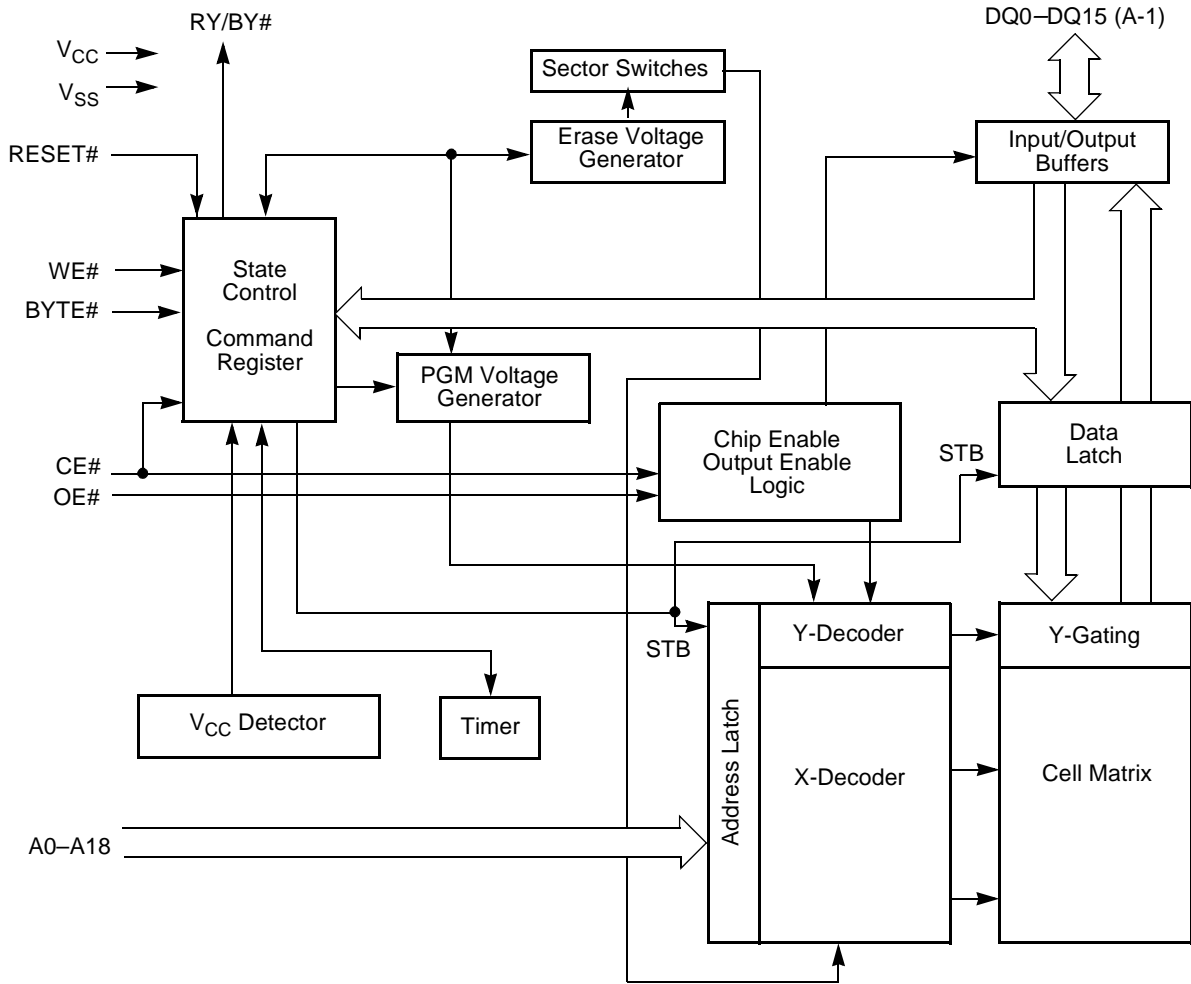 RY/BY#
DQ0–DQ15 (A-1)
VCC
VSS
Sector Switches
Erase Voltage
Generator
RESET#
Input/Output
Buffers
WE#
BYTE#
State
Control
Command
Register
PGM Voltage
Generator
CE#
OE#
Chip Enable
Output Enable
Logic
STB
Data
Latch
STB
Y-Decoder
Y-Gating
VCC Detector
Timer
Address Latch
X-Decoder
Cell Matrix
A0–A18